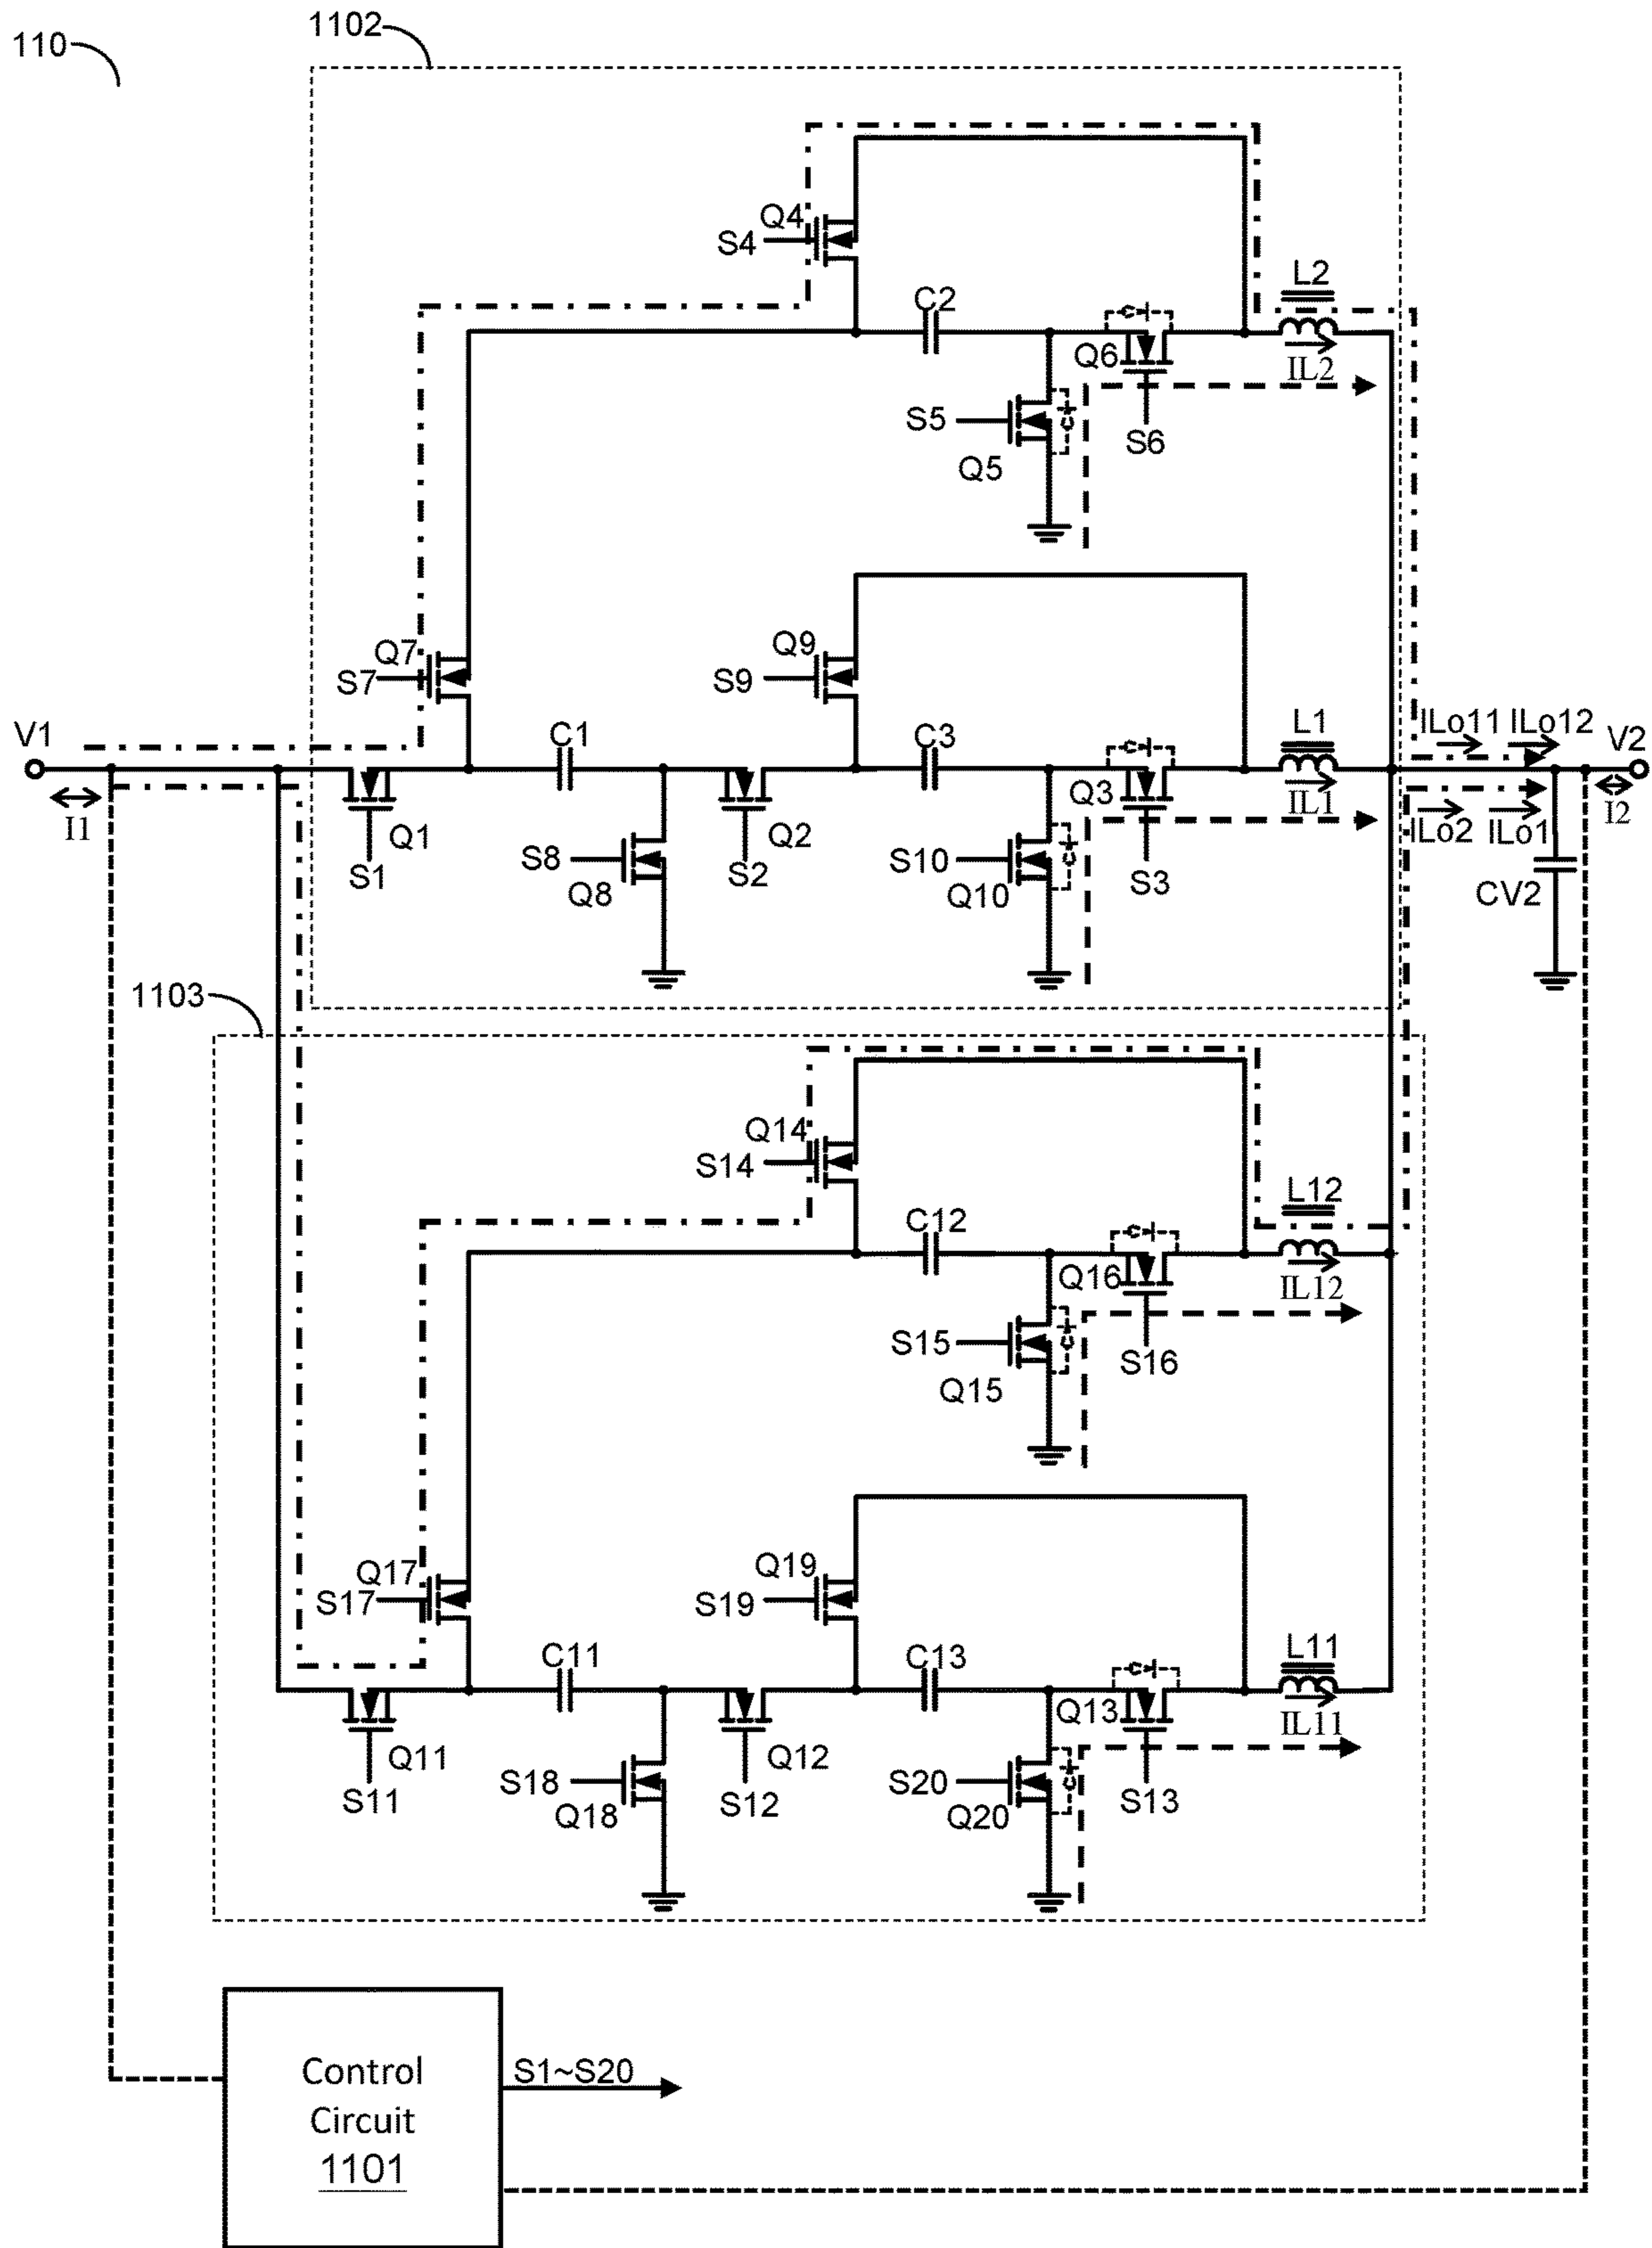 110
1102
Q4
S4
L2
C2
Q6
IL2
S5
S6
Q5
Q7
S7
Q9
S9
V1
C1
C3
L1
ILo11
ILo12
V2
I1
Q3
IL1
ILo2
ILo1
I2
Q1
S8
Q2
S10
S1
Q8
S2
Q10
S3
CV2
1103
Q14
S14
L12
C12
Q16
IL12
S15
S16
Q15
Q17
S17
Q19
S19
C11
C13
L11
Q13
IL11
Q11
Q12
S18
S20
S11
Q18
S12
Q20
S13
Control
Circuit
1101
S1~S20